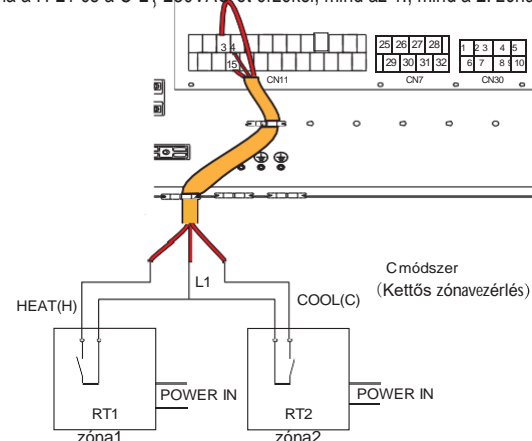 3 4
15
CN11
25 26 27 28
29 30 31 32
CN7
1 2 3 4 5
6 7 8 9 10
CN30
C módszer
(Kettős zónavezérlés)
L1
HEAT(H)
COOL(C)
POWER IN
POWER IN
RT1
RT2
zóna1
zóna2